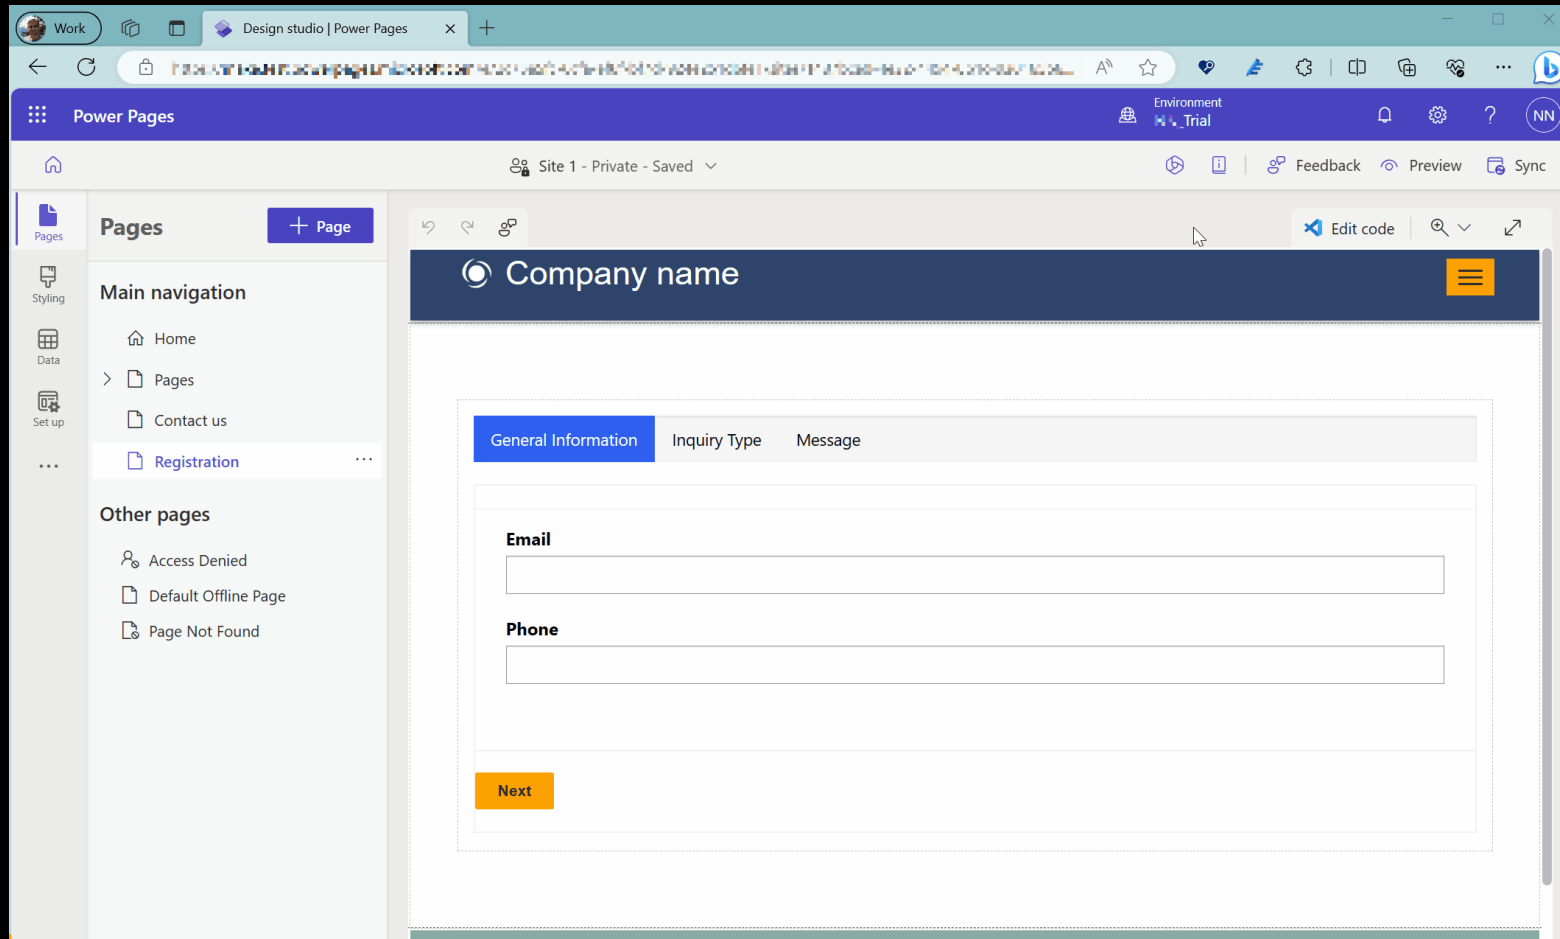 Work
Design studio | Power Pages
Power Pages
Environment
_Trial
NN
Site 1 - Private - Saved
Feedback
Preview
Sync
Pages
Styling
Data
Set up
Pages
Page
Main navigation
Home
Pages
Contact us
Registration
Other pages
Access Denied
Default Offline Page
Page Not Found
Edit code
Company name
General Information Inquiry Type Message
Email
Phone
Next